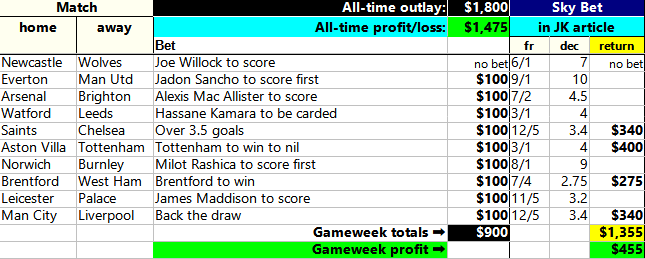 Match All-time outlay: $1,800 Sky Bet
home away All-time profit/loss: $1,475 in JK article
Bet fr dec return
Newcastle Wolves Joe Willock to score no bet 6/1 7 no bet
Everton Man Utd Jadon Sancho to score first $100 9/1 10
Arsenal Brighton Alexis Mac Allister to score $100 7/2 4.5
Watford Leeds Hassane Kamara to be carded $100 3/1 4
Saints Chelsea Over 3.5 goals $100 12/5 3.4 $340
Aston Villa Tottenham Tottenham to win to nil $100 3/1 4 $400
Norwich Burnley Milot Rashica to score first $100 8/1 9
Brentford West Ham Brentford to win $100 7/4 2.75 $275
Leicester Palace James Maddison to score $100 11/5 3.2
Man City Liverpool Back the draw $100 12/5 3.4 $340
Gameweek totals ➡ $900 $1,355
Gameweek profit ➡ $455